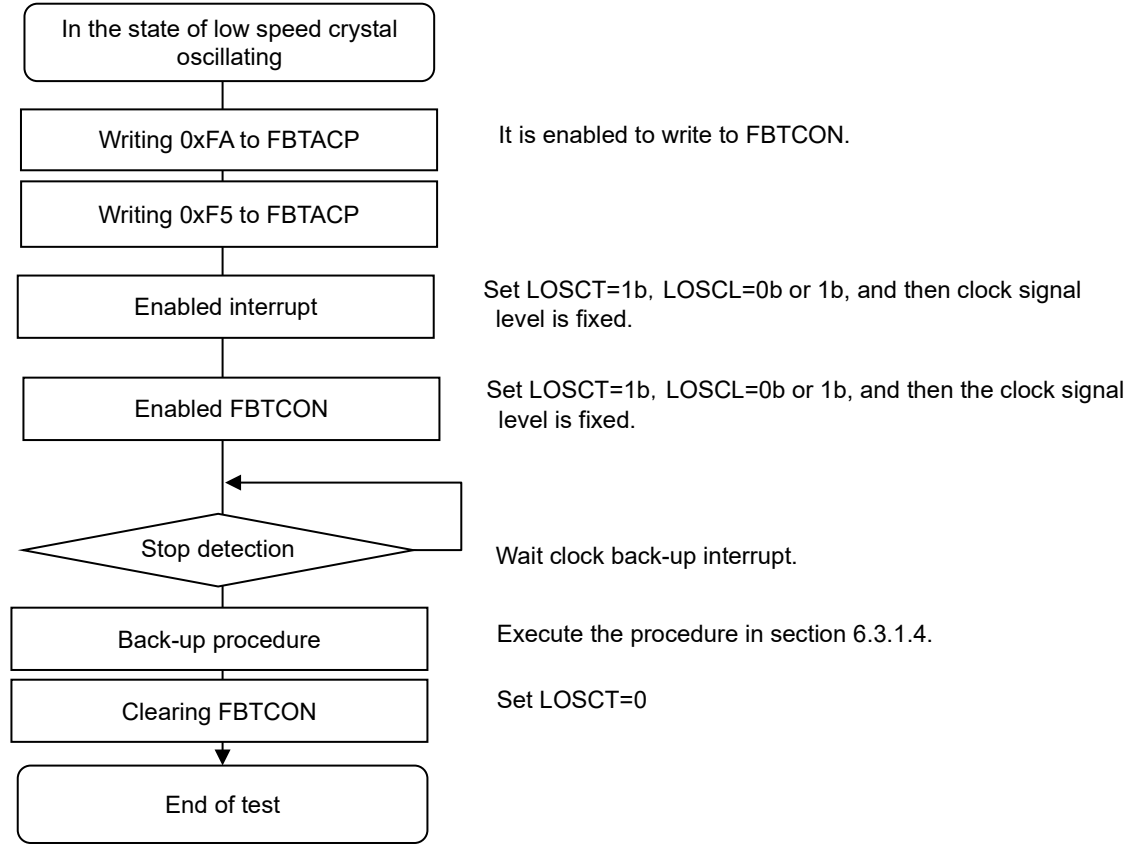 In the state of low speed crystal
oscillating
Writing 0xFA to FBTACP
It is enabled to write to FBTCON.
Writing 0xF5 to FBTACP
Enabled interrupt
Set LOSCT=1b, LOSCL=0b or 1b, and then clock signal
level is fixed.
Enabled FBTCON
Set LOSCT=1b, LOSCL=0b or 1b, and then the clock signal
level is fixed.
Stop detection
Wait clock back-up interrupt.
Back-up procedure
Execute the procedure in section 6.3.1.4.
Clearing FBTCON
Set LOSCT=0
End of test